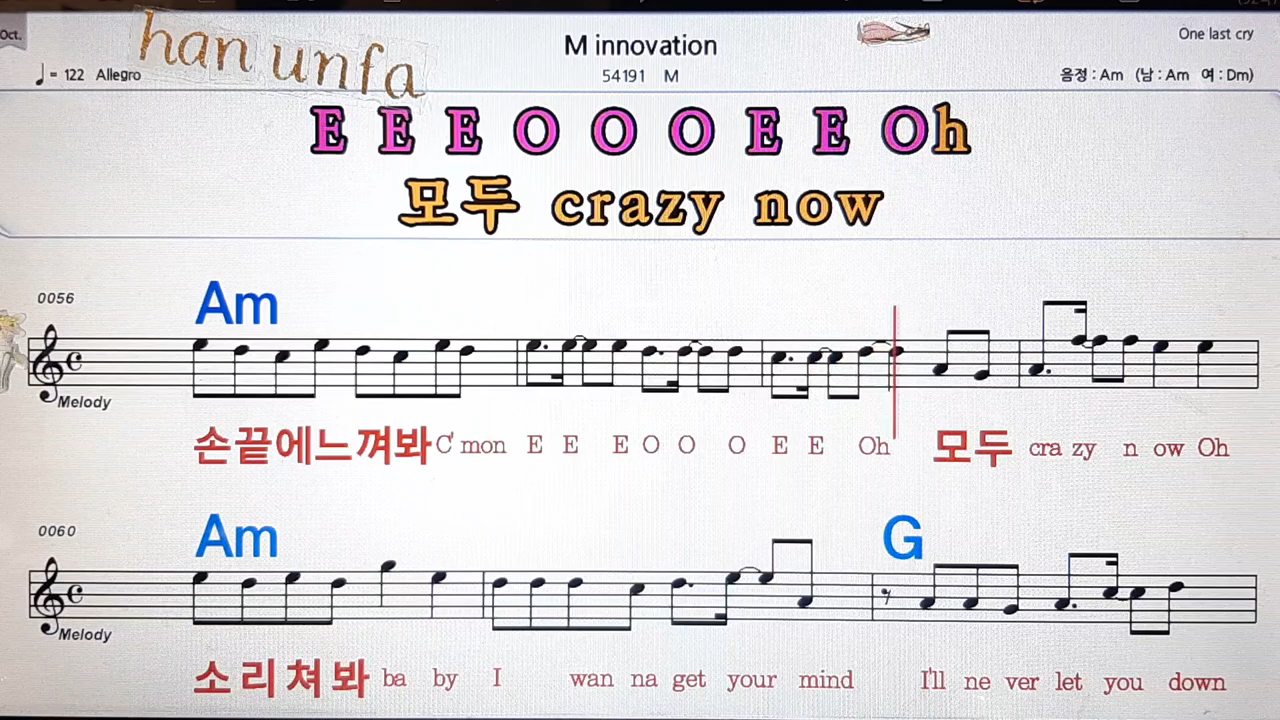 Oct.
han unfa
M innovation
One last cry
♩= 122 Allegro
54191 M
음정 : Am (남 : Am 여 : Dm)
E E E O O O E E Oh
모두 crazy now
0056
Am
Melody
손끝에느껴봐 C' mon E E E O O O E E Oh 모두 cra zy n ow Oh
0060
Am G
Melody
소리쳐봐 ba by I wan na get your mind I'll ne ver let you down